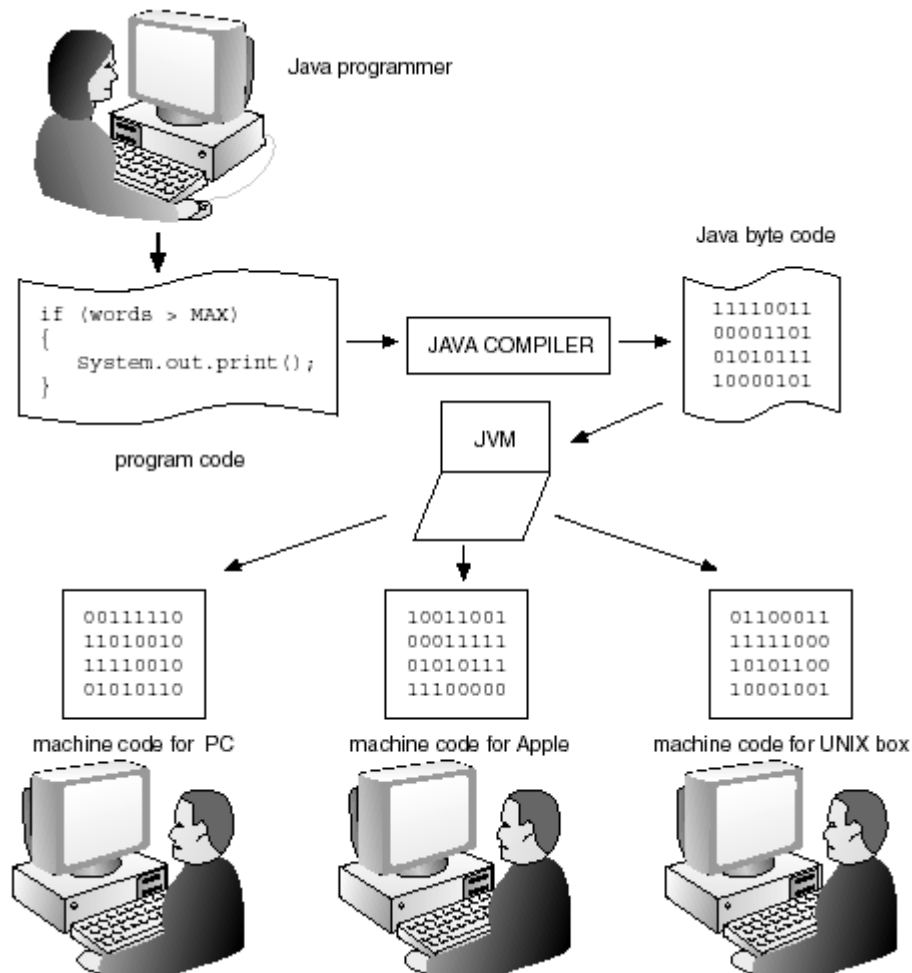 Java programmer
Java byte code
if (words > MAX)
{
System.out.print();
}
JAVA COMPILER
11110011
00001101
01010111
10000101
program code
JVM
00111110
11010010
11110010
01010110
10011001
00011111
01010111
11100000
01100011
11111000
10101100
10001001
machine code for PC
machine code for Apple
machine code for UNIX box